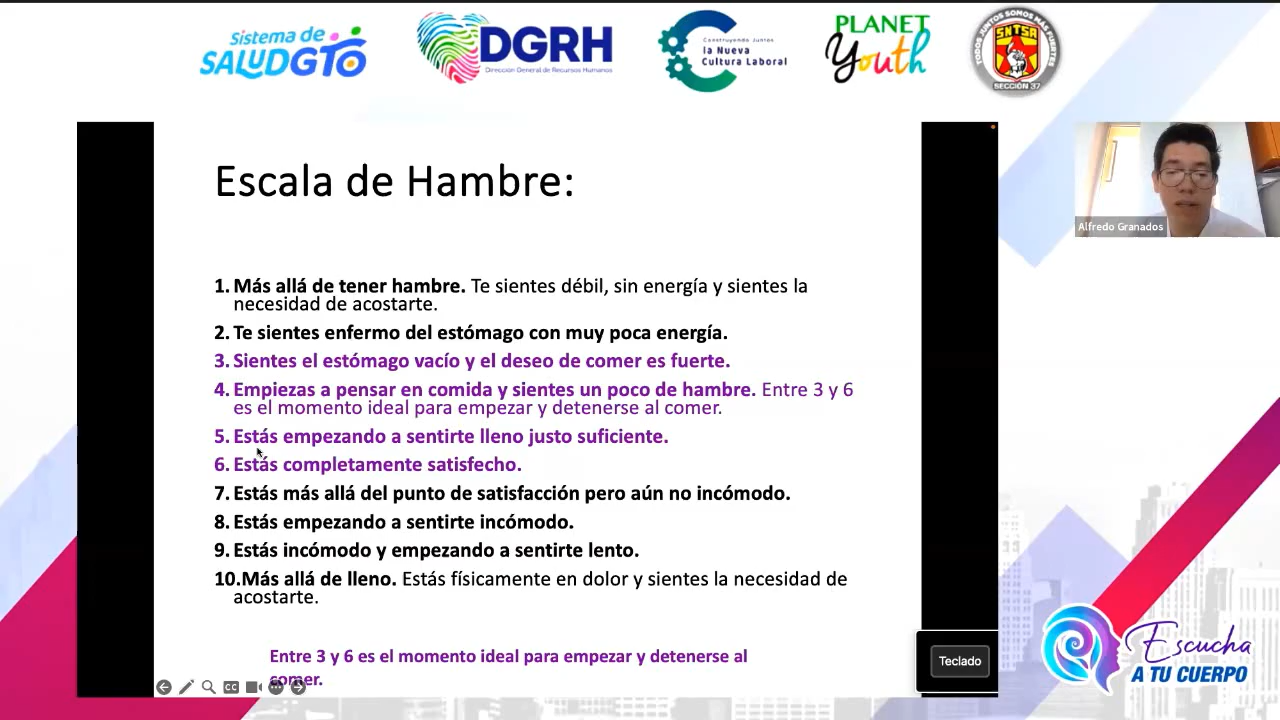 Sistema de
SALUDGTO
DGRH
Dirección General de Recursos Humanos
Construyendo Juntos
la Nueva
Cultura Laboral
PLANET
Youth
TODOS JUNTOS SOMOS MÁS FUERTES
SNTSA
SECCIÓN 37
Alfredo Granados
Escala de Hambre:
1. Más allá de tener hambre. Te sientes débil, sin energía y sientes la
necesidad de acostarte.
2. Te sientes enfermo del estómago con muy poca energía.
3. Sientes el estómago vacío y el deseo de comer es fuerte.
4. Empiezas a pensar en comida y sientes un poco de hambre. Entre 3 y 6
es el momento ideal para empezar y detenerse al comer.
5. Estás empezando a sentirte lleno justo suficiente.
6. Estás completamente satisfecho.
7. Estás más allá del punto de satisfacción pero aún no incómodo.
8. Estás empezando a sentirte incómodo.
9. Estás incómodo y empezando a sentirte lento.
10.Más allá de lleno. Estás físicamente en dolor y sientes la necesidad de
acostarte.
Entre 3 y 6 es el momento ideal para empezar y detenerse al
comer.
CC
Teclado
Escucha
A TU CUERPO